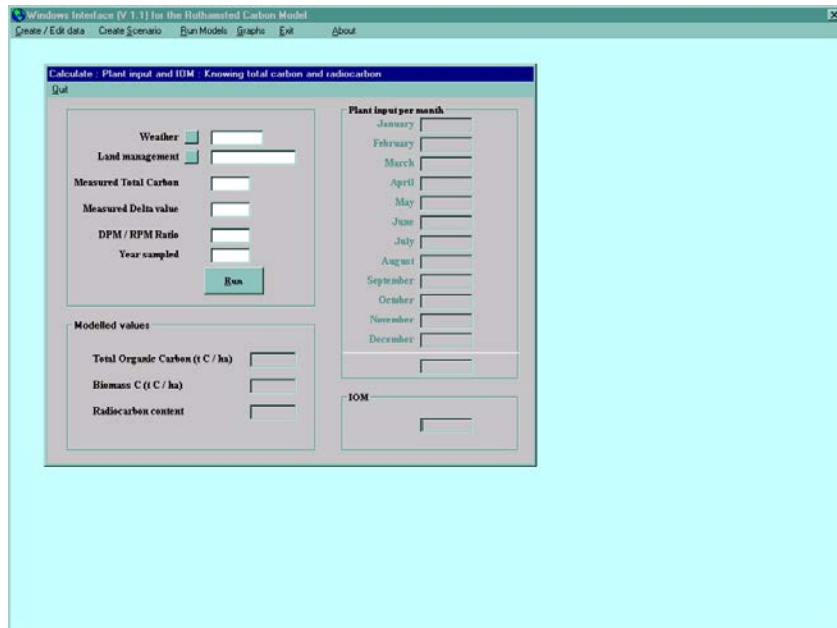 Windows Interface (V 1.1) for the Rothamsted Carbon Model
Create / Edit data Create Scenario Run Models Graphs Exit About
Calculate : Plant input and IOM : Knowing total carbon and radiocarbon
Quit
Weather
Land management
Measured Total Carbon
Measured Delta value
DPM / RPM Ratio
Year sampled
Run
Modelled values
Total Organic Carbon (t C / ha)
Biomass C (t C / ha)
Radiocarbon content
Plant input per month
January
February
March
April
May
June
July
August
September
October
November
December
IOM